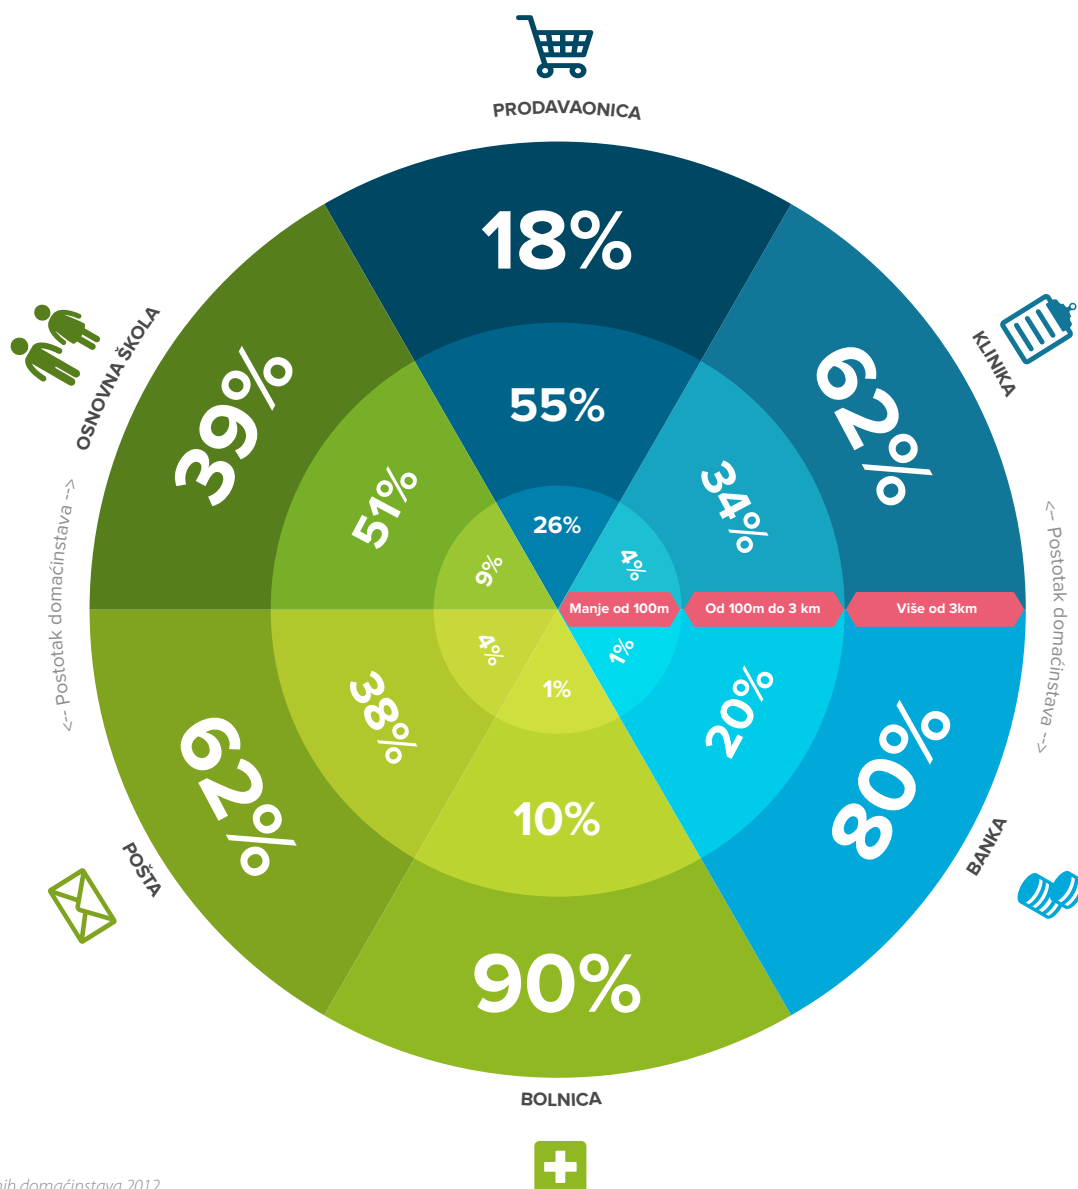 PRODAVAONICA
18%
55%
26%
KLINIKA
62%
34%
4%
OSNOVNA ŠKOLA
39%
51%
9%
<-- Postotak domaćinstava -->
<-- Postotak domaćinstava -->
Manje od 100m
Od 100m do 3 km
Više od 3km
POŠTA
62%
38%
4%
1%
10%
90%
BOLNICA
1%
20%
80%
BANKA
domaćinstava 2012